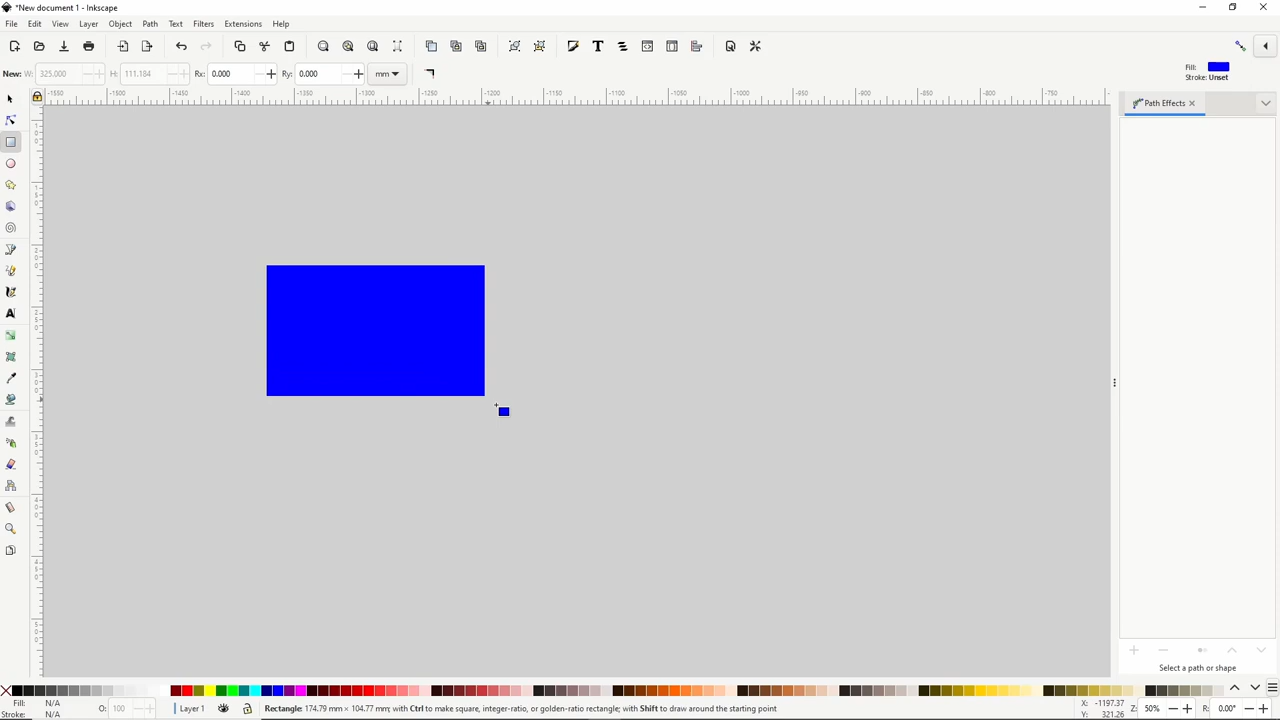 *New document 1 - Inkscape
File Edit View Layer Object Path Text Filters Extensions Help
New: W: 325.000 H: 111.184 Rx: 0.000 Ry: 0.000 mm
Fill:
Stroke: Unset
-1550 -1500 -1450 -1400 -1350 -1300 -1250 -1200 -1150 -1100 -1050 -1000 -950 -900 -850 -800 -750
Path Effects
Select a path or shape
Fill: N/A
Stroke: N/A
O: 100
Layer 1
Rectangle: 174.79 mm × 104.77 mm; with Ctrl to make square, integer-ratio, or golden-ratio rectangle; with Shift to draw around the starting point
X: -1197.37
Y: 321.26
Z: 50%
R: 0.00°